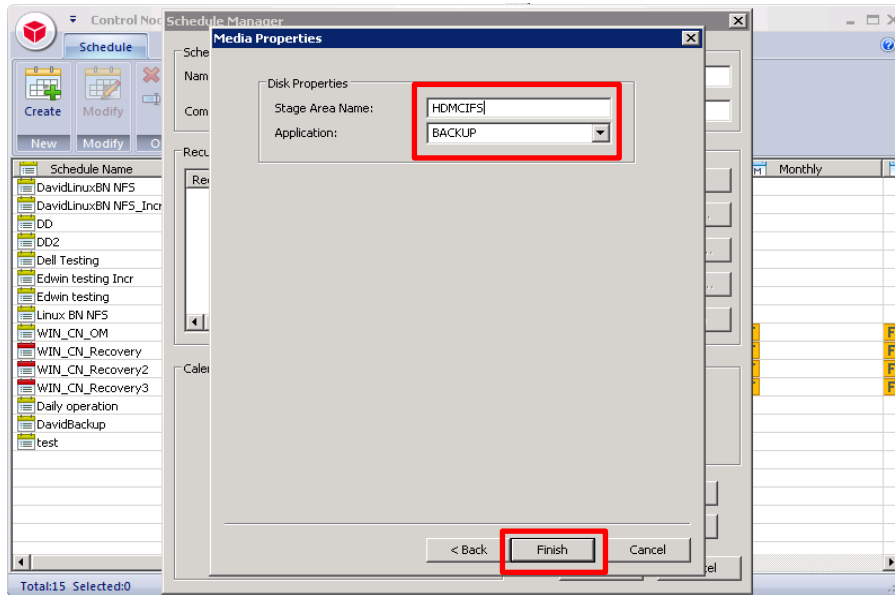 Control Noc
Schedule Manager
Schedule
Media Properties
Sche
Nam
Com
Create
Modify
New
Modify
O
Disk Properties
Stage Area Name:
HDMCIFS
Application:
BACKUP
Recu
Rec
Schedule Name
Monthly
DavidLinuxBN NFS
DavidLinuxBN NFS_Incr
DD
DD2
Dell Testing
Edwin testing Incr
Edwin testing
Linux BN NFS
WIN_CN_OM
F
WIN_CN_Recovery
F
WIN_CN_Recovery2
F
WIN_CN_Recovery3
F
Daily operation
DavidBackup
test
Caler
< Back
Finish
Cancel
cel
Total:15 Selected:0